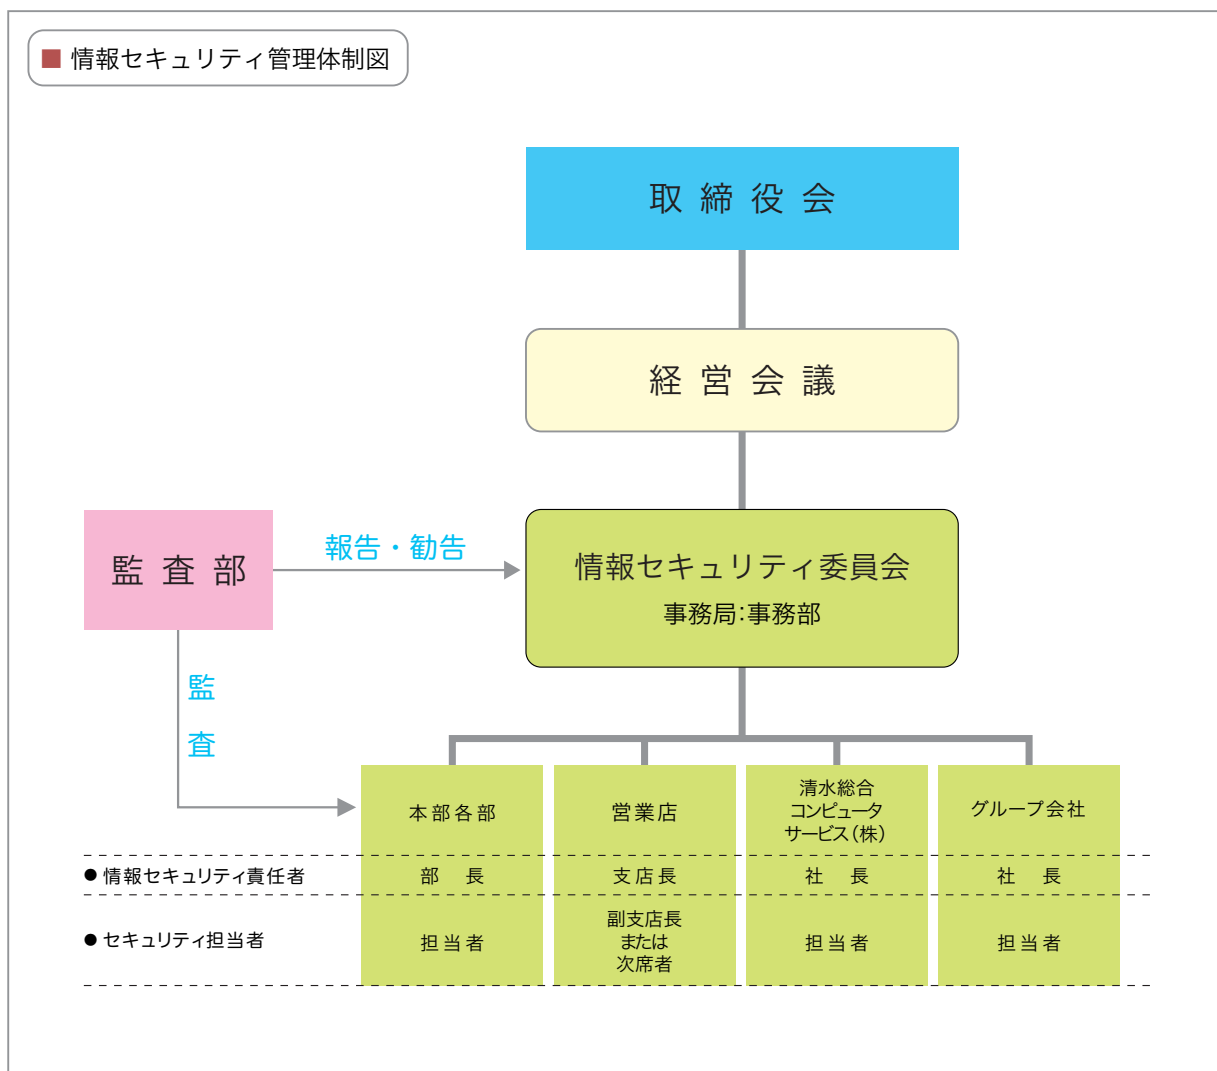 ■ 情報セキュリティ管理体制図
取締役会
経営会議
監査部
報告・勧告
情報セキュリティ委員会
事務局:事務部
監
査
本部各部
営業店
清水総合
コンピュータ
サービス(株)
グループ会社
● 情報セキュリティ責任者
部 長
支店長
社 長
社 長
● セキュリティ担当者
担当者
副支店長
または
次席者
担当者
担当者